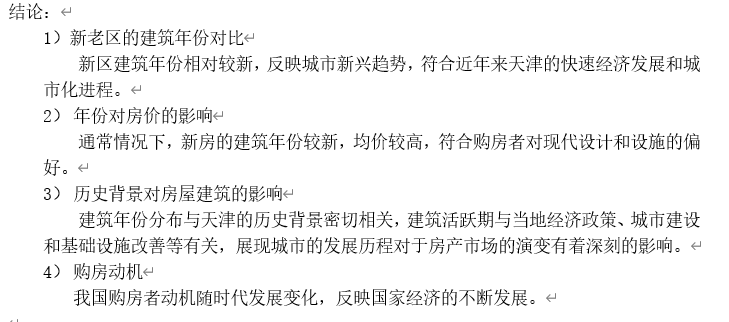 结论：
1）新老区的建筑年份对比
新区建筑年份相对较新，反映城市新兴趋势，符合近年来天津的快速经济发展和城
市化进程。
2） 年份对房价的影响
通常情况下，新房的建筑年份较新，均价较高，符合购房者对现代设计和设施的偏
好。
3） 历史背景对房屋建筑的影响
建筑年份分布与天津的历史背景密切相关，建筑活跃期与当地经济政策、城市建设
和基础设施改善等有关，展现城市的发展历程对于房产市场的演变有着深刻的影响。
4） 购房动机
我国购房者动机随时代发展变化，反映国家经济的不断发展。